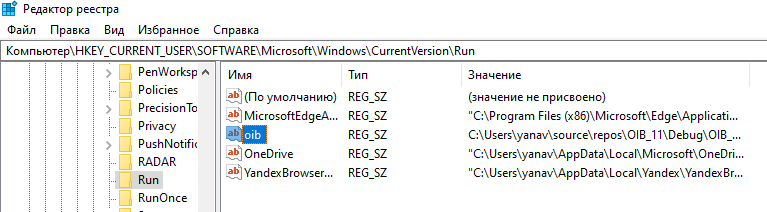 Редактор реестра
Файл Правка Вид Избранное Справка
Компьютер\HKEY_CURRENT_USER\SOFTWARE\Microsoft\Windows\CurrentVersion\Run
PenWorksp
Policies
PrecisionTo
Privacy
PushNotific
RADAR
Run
RunOnce
Имя Тип Значение
(По умолчанию) REG_SZ (значение не присвоено)
MicrosoftEdgeA... REG_SZ "C:\Program Files (x86)\Microsoft\Edge\Applicati...
oib REG_SZ C:\Users\yanav\source\repos\OIB_11\Debug\OIB_...
OneDrive REG_SZ "C:\Users\yanav\AppData\Local\Microsoft\OneDri...
YandexBrowser... REG_SZ "C:\Users\yanav\AppData\Local\Yandex\YandexBr...